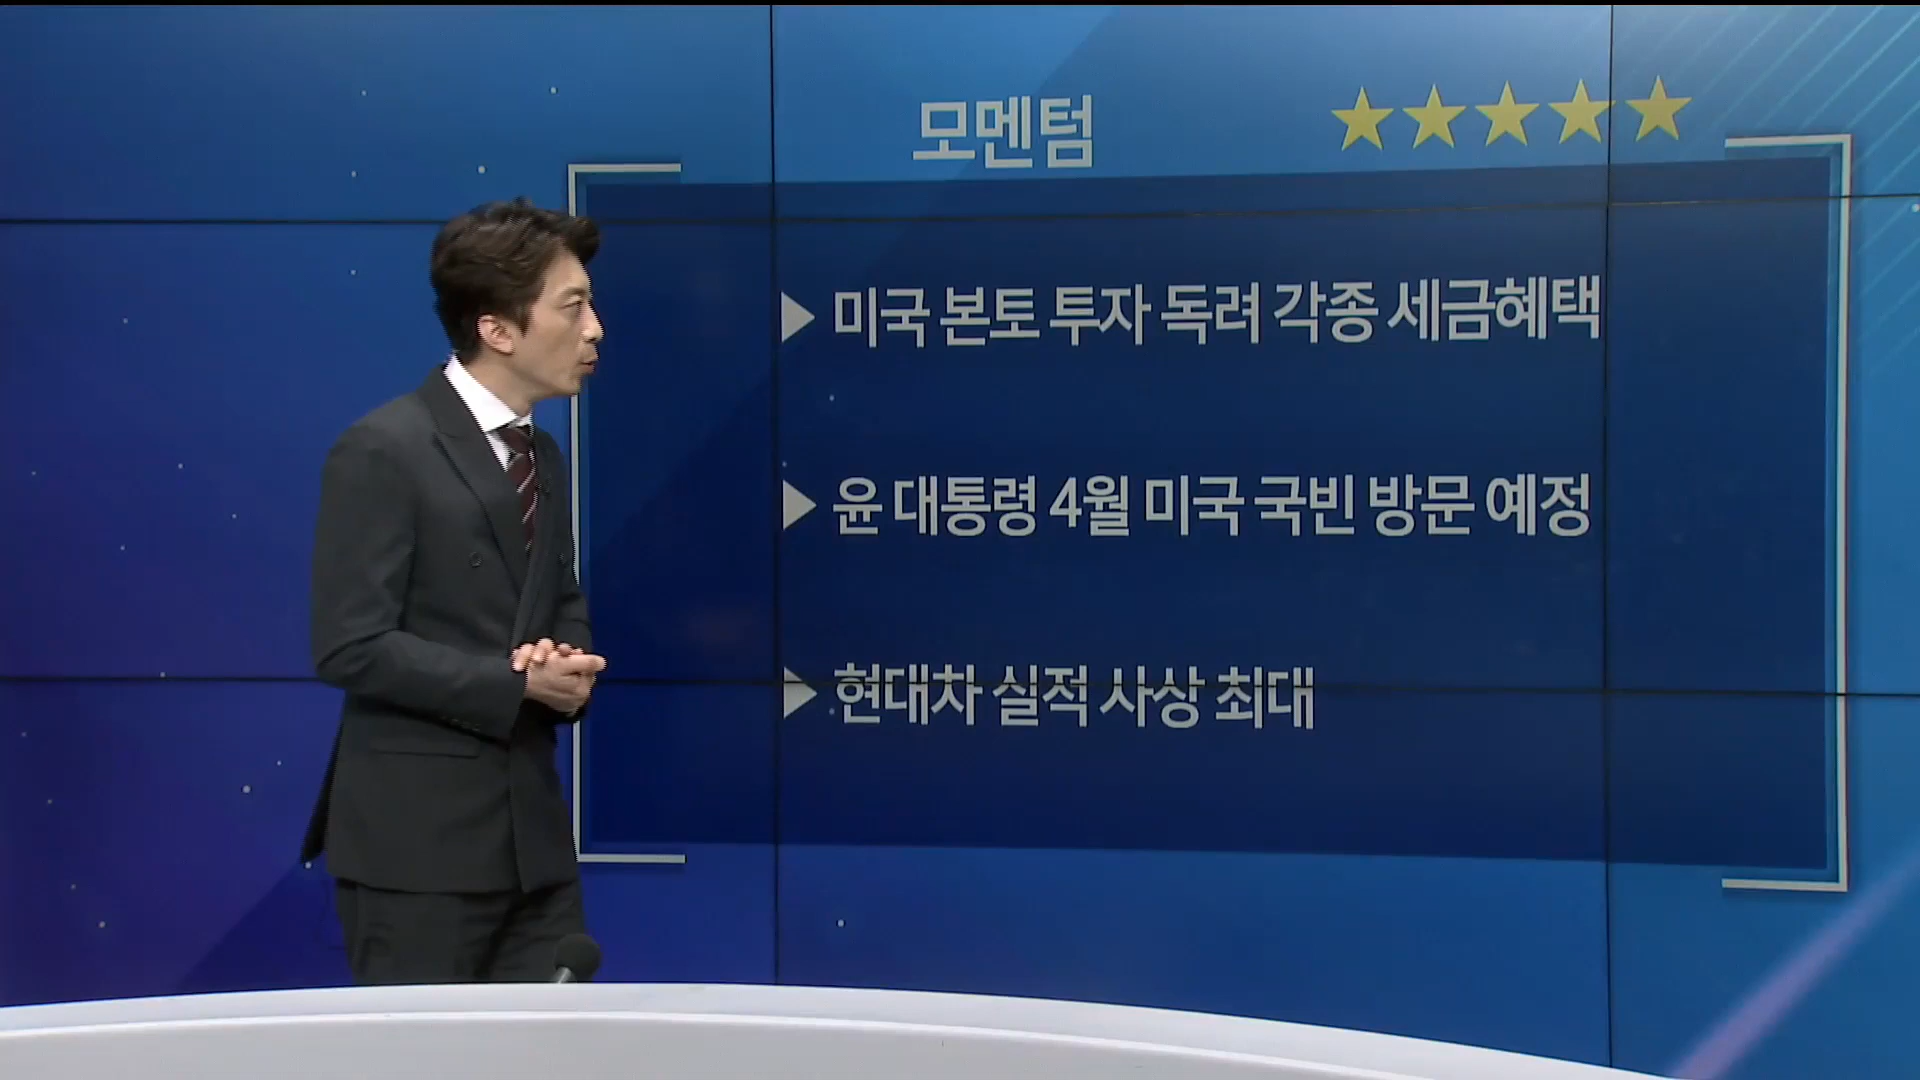 모멘텀 ★★★★★
▶ 미국 본토 투자 독려 각종 세금혜택
▶ 윤 대통령 4월 미국 국빈 방문 예정
▶ 현대차 실적 사상 최대